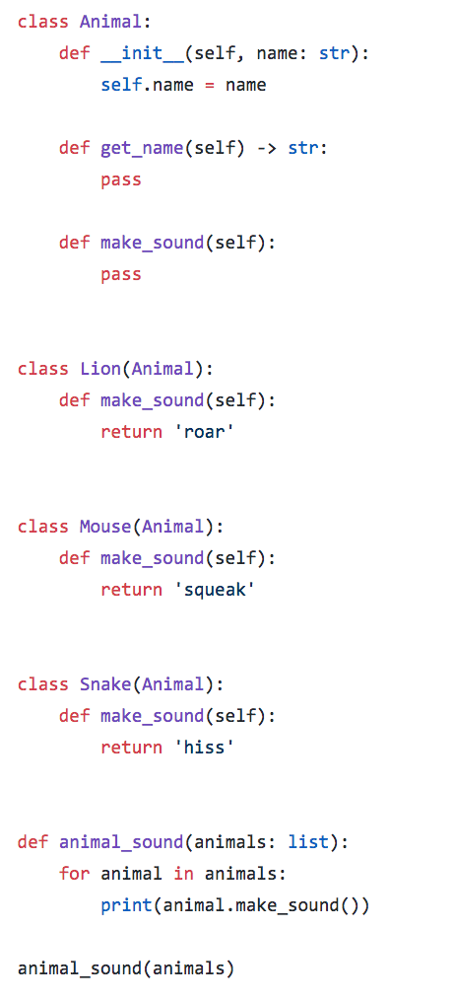 class Animal:
    def __init__(self, name: str):
        self.name = name
    def get_name(self) -> str:
        pass
    def make_sound(self):
        pass
class Lion(Animal):
    def make_sound(self):
        return 'roar'
class Mouse(Animal):
    def make_sound(self):
        return 'squeak'
class Snake(Animal):
    def make_sound(self):
        return 'hiss'
def animal_sound(animals: list):
    for animal in animals:
        print(animal.make_sound())
animal_sound(animals)